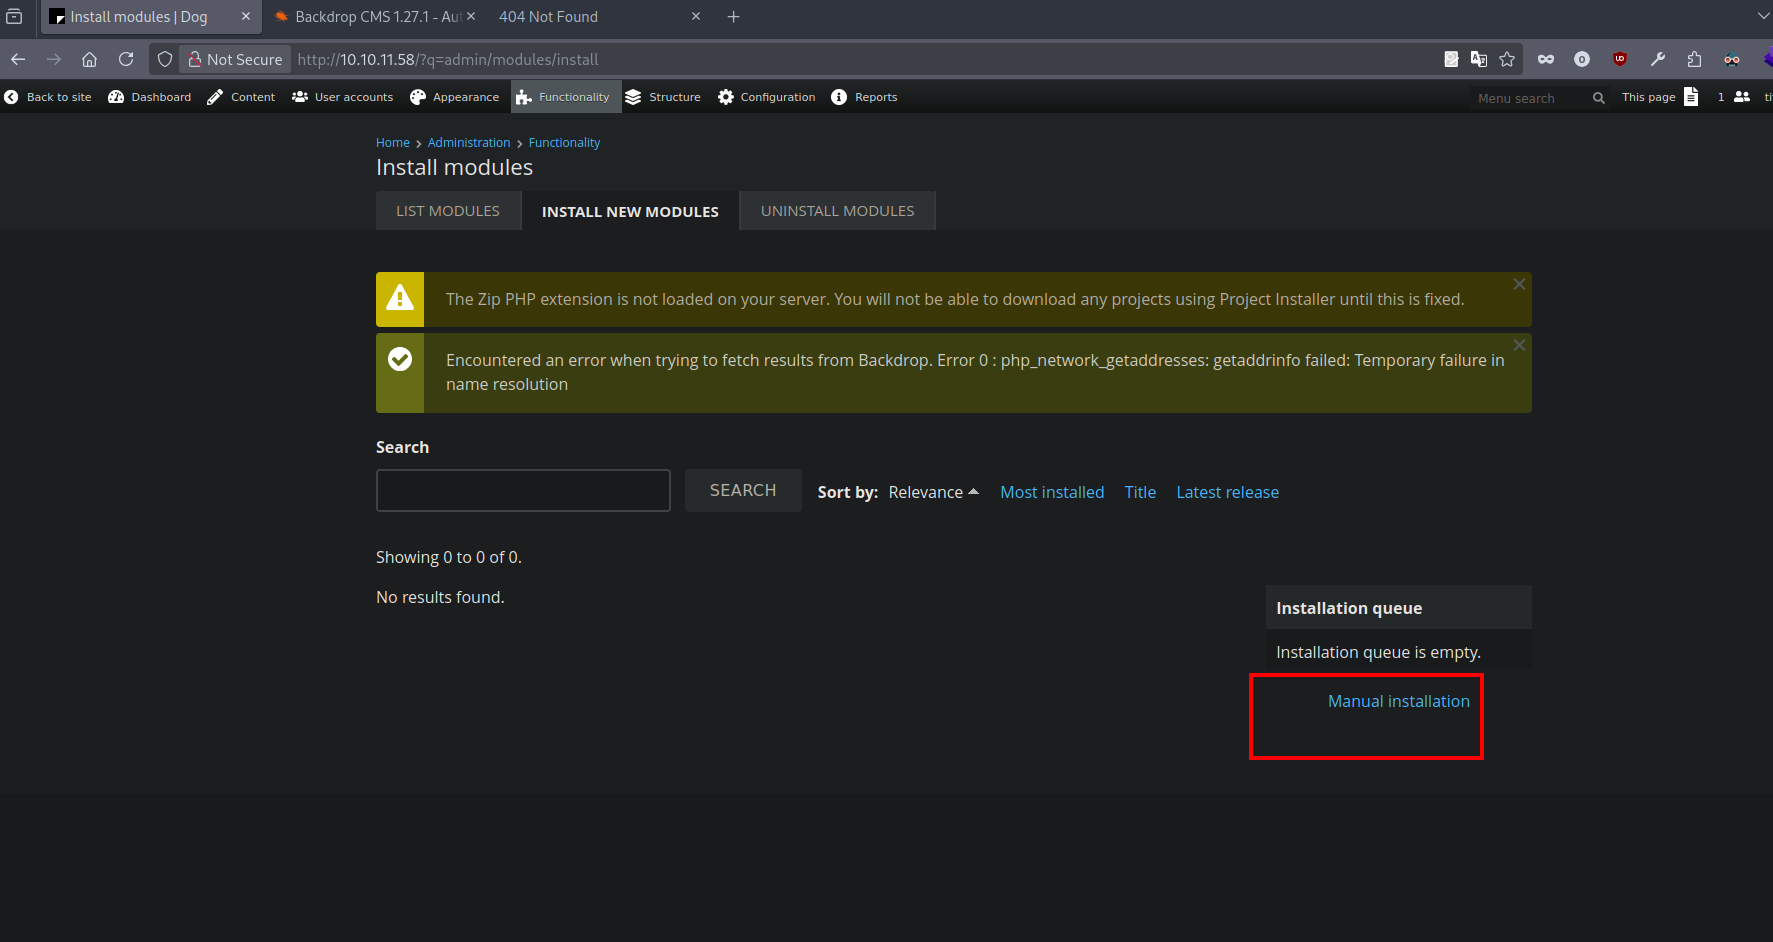 Install modules | Dog
Backdrop CMS 1.27.1 - Au
404 Not Found
Not Secure
http://10.10.11.58/?q=admin/modules/install
Back to site
Dashboard
Content
User accounts
Appearance
Functionality
Structure
Configuration
Reports
Menu search
This page
1
ti
Home > Administration > Functionality
Install modules
LIST MODULES
INSTALL NEW MODULES
UNINSTALL MODULES
The Zip PHP extension is not loaded on your server. You will not be able to download any projects using Project Installer until this is fixed.
Encountered an error when trying to fetch results from Backdrop. Error 0 : php_network_getaddresses: getaddrinfo failed: Temporary failure in
name resolution
Search
SEARCH
Sort by: Relevance Most installed Title Latest release
Showing 0 to 0 of 0.
No results found.
Installation queue
Installation queue is empty.
Manual installation